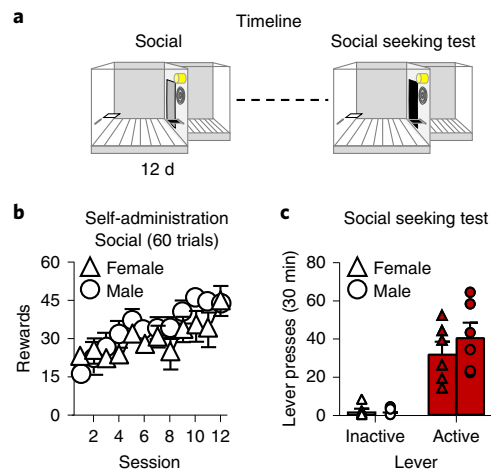 a
Timeline
Social
Social seeking test
12 d
b
Self-administration
Social (60 trials)
60
45
30
15
0
Rewards
Female
Male
2 4 6 8 10 12
Session
c
Social seeking test
80
60
40
20
0
Lever presses (30 min)
Female
Male
Inactive Active
Lever